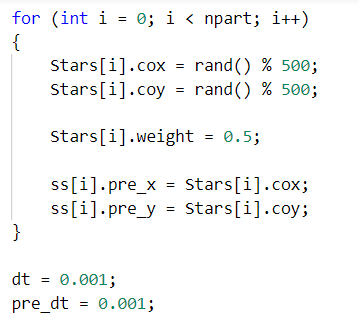 for (int i = 0; i < npart; i++)
{
    Stars[i].cox = rand() % 500;
    Stars[i].coy = rand() % 500;

    Stars[i].weight = 0.5;

    ss[i].pre_x = Stars[i].cox;
    ss[i].pre_y = Stars[i].coy;
}

dt = 0.001;
pre_dt = 0.001;